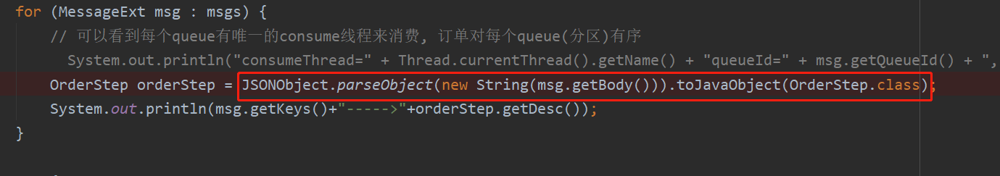 for (MessageExt msg : msgs) {
// 可以看到每个queue有唯一的consume线程来消费, 订单对每个queue(分区)有序
System.out.println("consumeThread=" + Thread.currentThread().getName() + "queueId=" + msg.getQueueId() + ",
OrderStep orderStep = JSONObject.parseObject(new String(msg.getBody())).toJavaObject(OrderStep.class);
System.out.println(msg.getKeys()+"----->"+orderStep.getDesc());
}